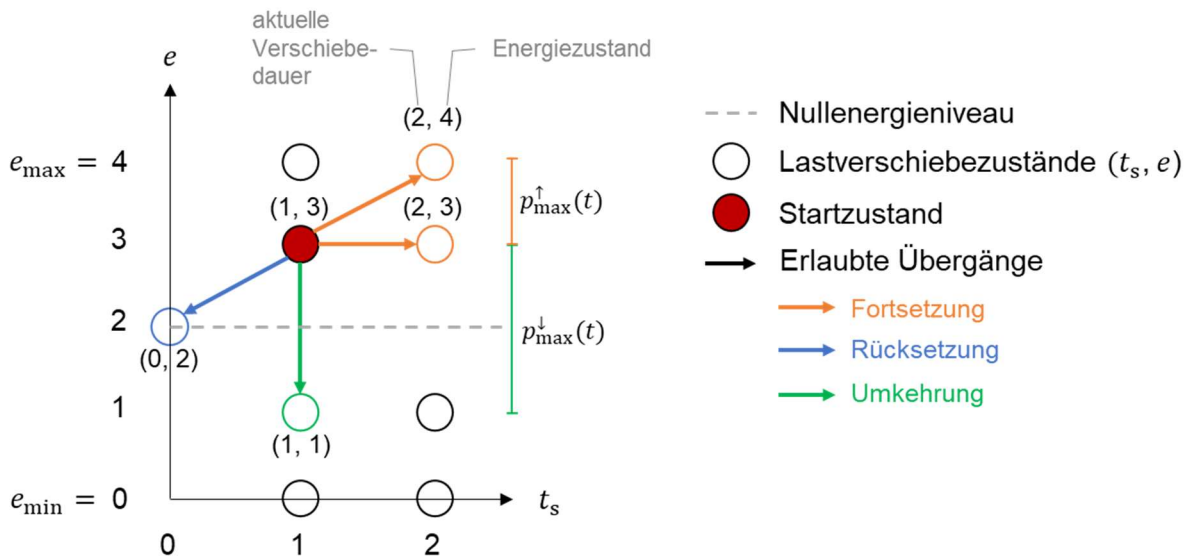 aktuelle
Verschiebe-
dauer
Energiezustand
e
(2, 4)
e_max = 4
(1, 3)
(2, 3)
p↑max(t)
3
2
(0, 2)
p↓max(t)
1
(1, 1)
e_min = 0
t_s
0
1
2
Nullenergieniveau
Lastverschiebezustände (t_s, e)
Startzustand
Erlaubte Übergänge
Fortsetzung
Rücksetzung
Umkehrung